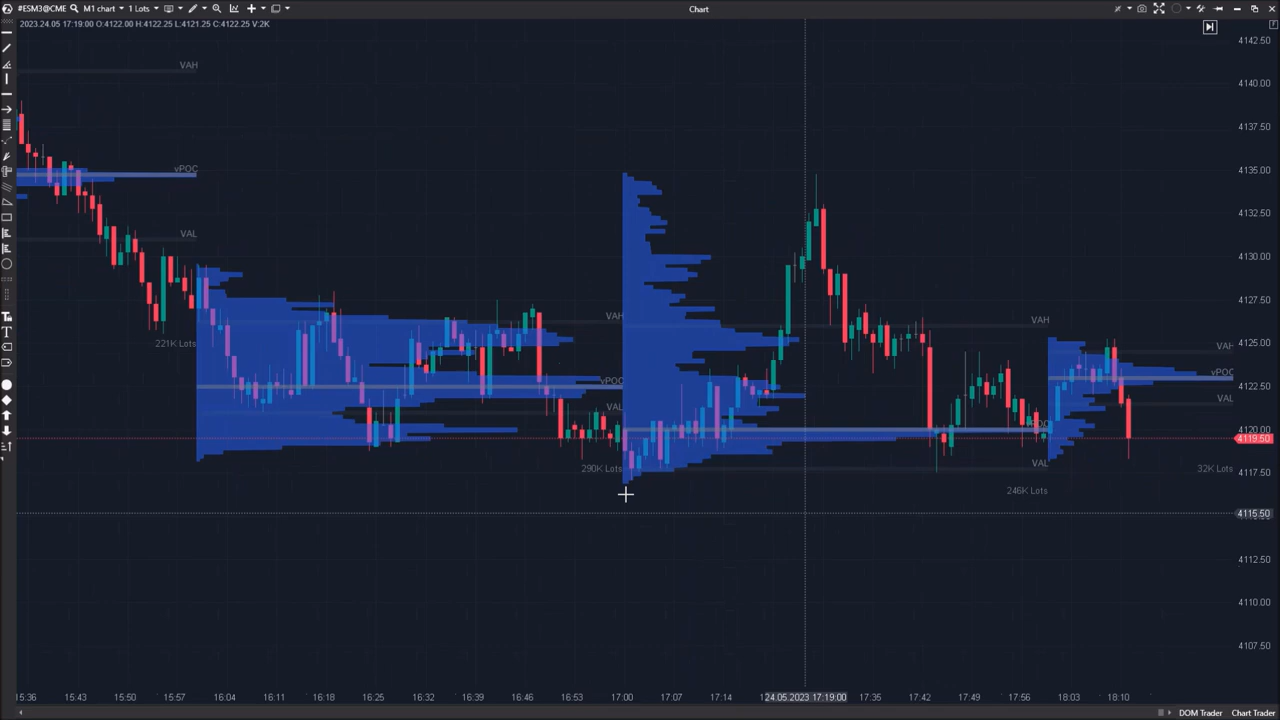 #ESM3@CME M1 chart 1 Lots Chart
2023.24.05 17:19:00 O:4122.00 H:4122.25 L:4121.25 C:4122.25 V:2K
4142.50
VAH
4140.00
4137.50
vPOC
4135.00
4132.50
VAL
4130.00
4127.50
VAH
VAH
4125.00
221K Lots
VAH
vPOC
vPOC
4122.50
VAL
VAL
4120.00
4119.50
VAL
290K Lots
32K Lots
4117.50
246K Lots
4115.50
4112.50
4110.00
4107.50
15:36 15:43 15:50 15:57 16:04 16:11 16:18 16:25 16:32 16:39 16:46 16:53 17:00 17:07 17:14 24.05.2023 17:19:00 17:35 17:42 17:49 17:56 18:03 18:10
DOM Trader Chart Trader